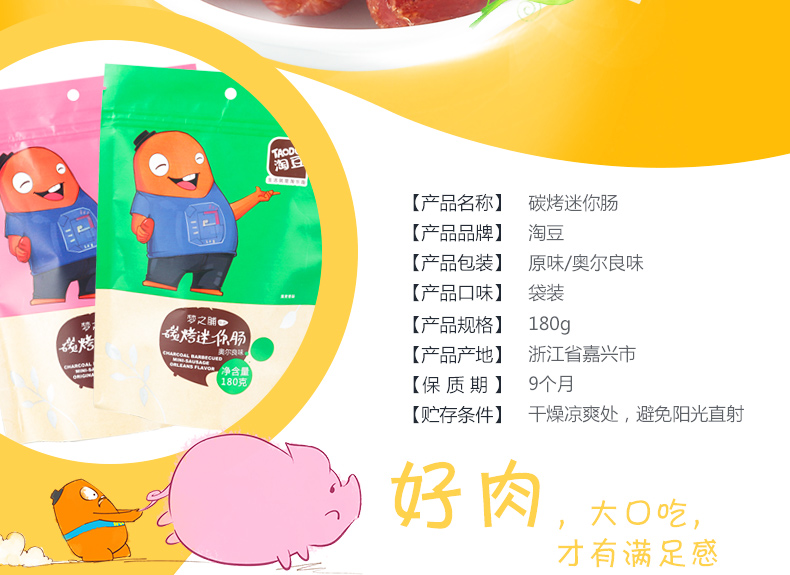 TAODOU
淘豆
梦之铺
碳烤迷你肠
奥尔良味
CHARCOAL BARBECUED
MINI-SAUSAGE
ORLEANS FLAVOR
净含量
180克
【产品名称】 碳烤迷你肠
【产品品牌】 淘豆
【产品包装】 原味/奥尔良味
【产品口味】 袋装
【产品规格】 180g
【产品产地】 浙江省嘉兴市
【保 质 期 】 9个月
【贮存条件】 干燥凉爽处，避免阳光直射
好肉，大口吃，
才有满足感